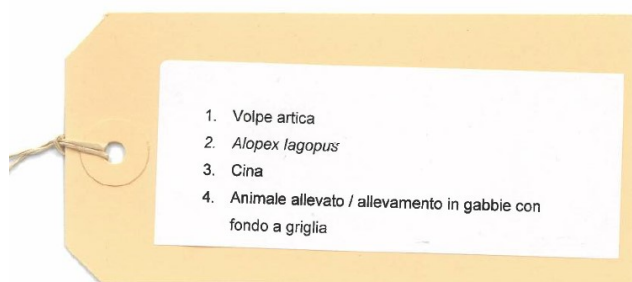 1. Volpe artica
2. Alopex lagopus
3. Cina
4. Animale allevato / allevamento in gabbie con
fondo a griglia